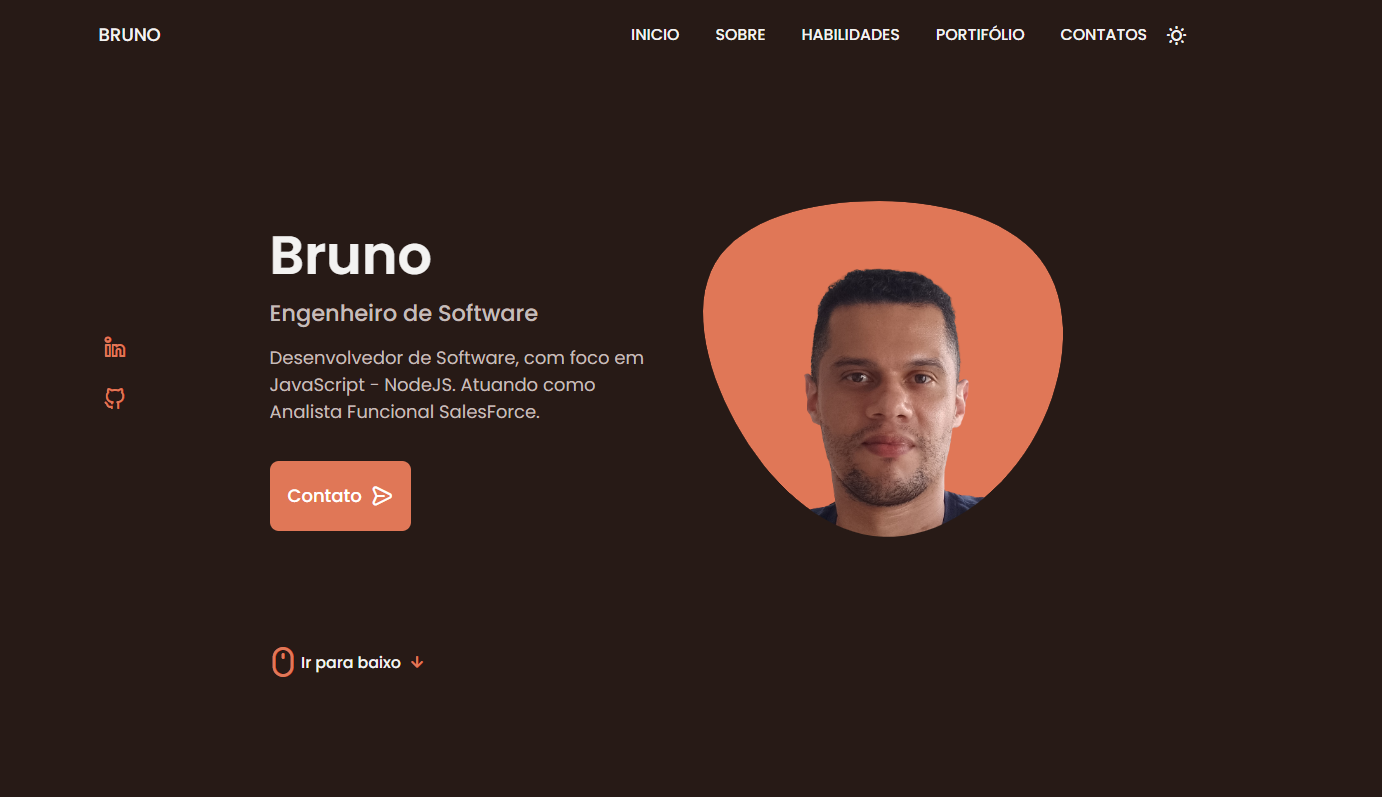 BRUNO
INICIO SOBRE HABILIDADES PORTIFÓLIO CONTATOS
Bruno
Engenheiro de Software
Desenvolvedor de Software, com foco em
JavaScript - NodeJS. Atuando como
Analista Funcional SalesForce.
Contato
Ir para baixo